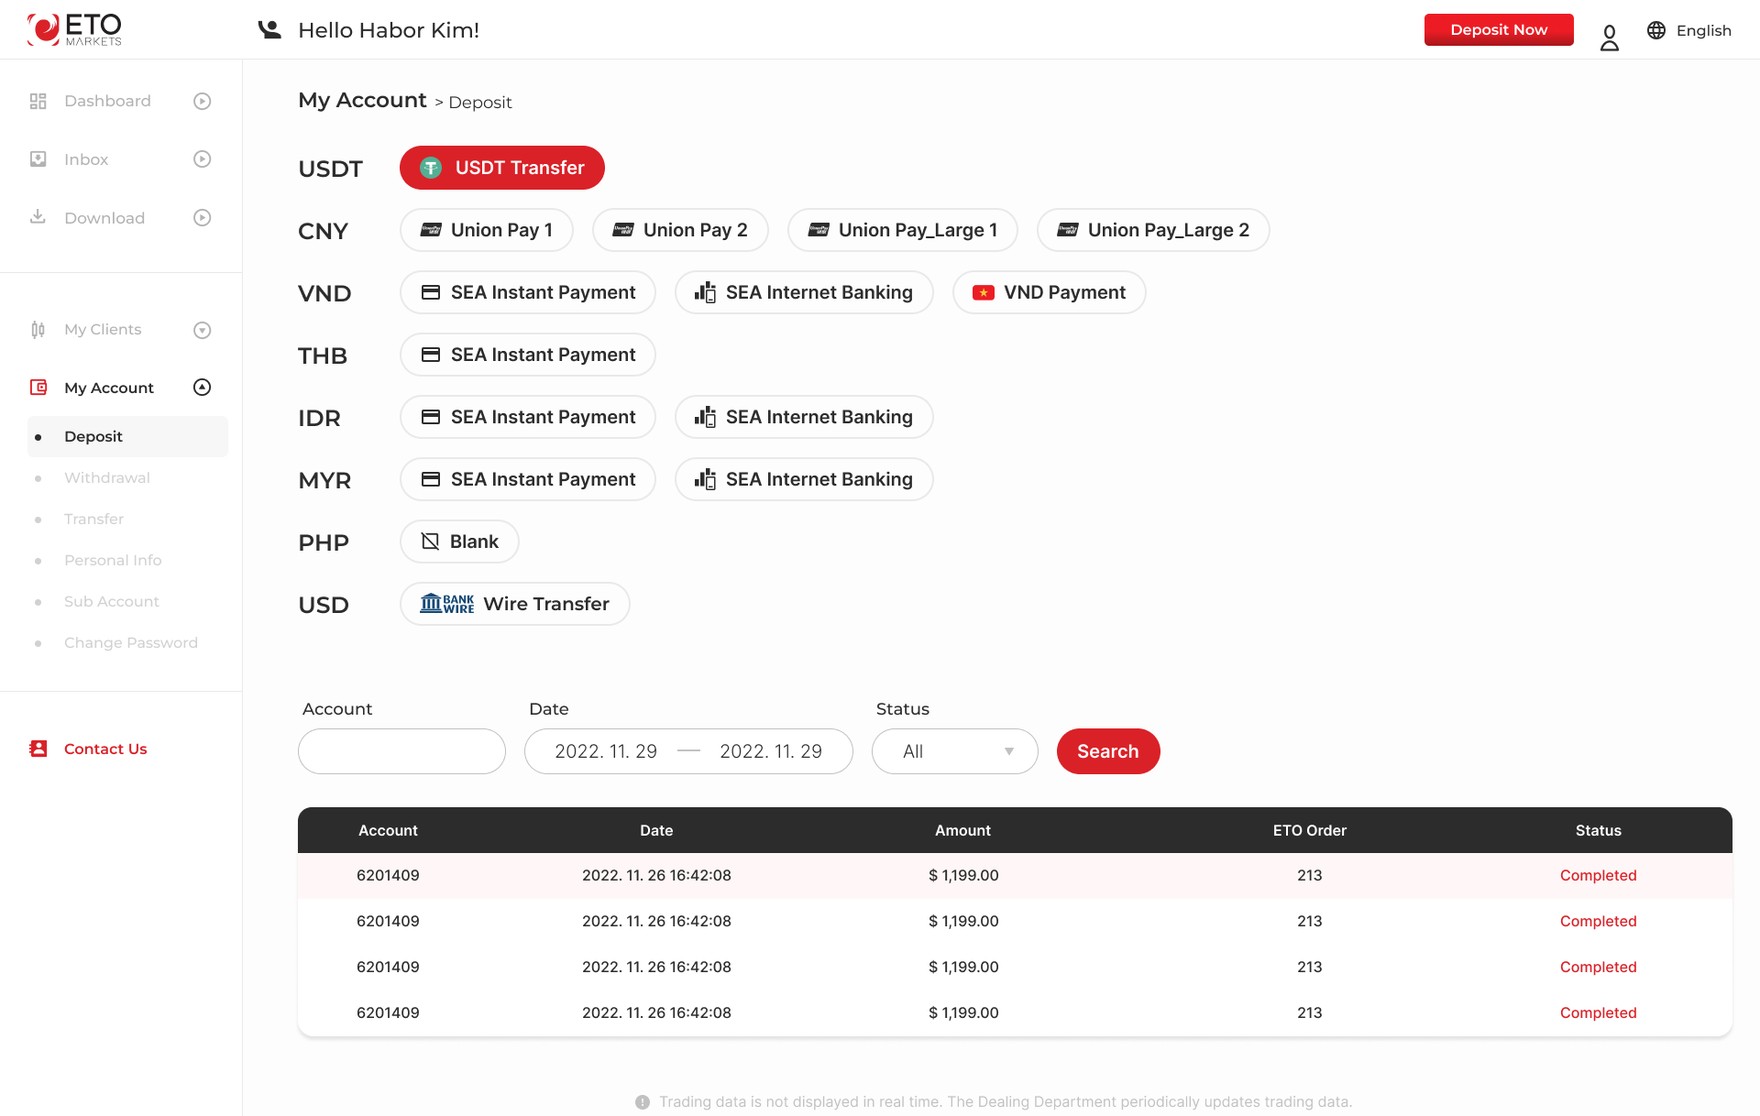 ETO
MARKETS
Hello Habor Kim!
Deposit Now
English
Dashboard
Inbox
Download
My Clients
My Account
Deposit
Withdrawal
Transfer
Personal Info
Sub Account
Change Password
Contact Us
My Account > Deposit
USDT USDT Transfer
CNY Union Pay 1 Union Pay 2 Union Pay_Large 1 Union Pay_Large 2
VND SEA Instant Payment SEA Internet Banking VND Payment
THB SEA Instant Payment
IDR SEA Instant Payment SEA Internet Banking
MYR SEA Instant Payment SEA Internet Banking
PHP Blank
USD BANK WIRE Wire Transfer
Account Date Status
2022. 11. 29 — 2022. 11. 29 All Search
Account Date Amount ETO Order Status
6201409 2022. 11. 26 16:42:08 $ 1,199.00 213 Completed
6201409 2022. 11. 26 16:42:08 $ 1,199.00 213 Completed
6201409 2022. 11. 26 16:42:08 $ 1,199.00 213 Completed
6201409 2022. 11. 26 16:42:08 $ 1,199.00 213 Completed
Trading data is not displayed in real time. The Dealing Department periodically updates trading data.